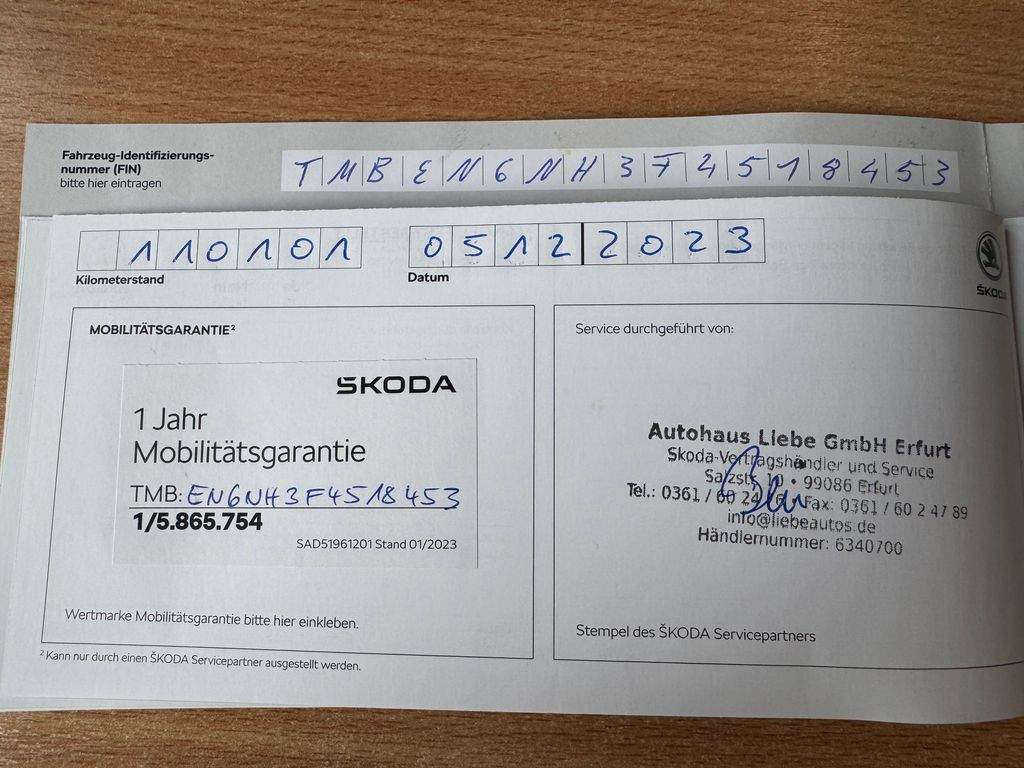 Fahrzeug-Identifizierungs-
nummer (FIN)
bitte hier eintragen
TMBEN6NH3F4518453
110101
Kilometerstand
05122023
Datum
ŠKODA
MOBILITÄTSGARANTIE²
ŠKODA
1 Jahr
Mobilitätsgarantie
TMB: EN6NH3F4518453
1/5.865.754
SAD51961201 Stand 01/2023
Wertmarke Mobilitätsgarantie bitte hier einkleben.
² Kann nur durch einen ŠKODA Servicepartner ausgestellt werden.
Service durchgeführt von:
Autohaus Liebe GmbH Erfurt
Skoda-Vertragshändler und Service
Salzstr. • 99086 Erfurt
Tel.: 0361 / 60 24 • Fax: 0361 / 60 2 47 89
info@liebeautos.de
Händlernummer: 6340700
Stempel des ŠKODA Servicepartners